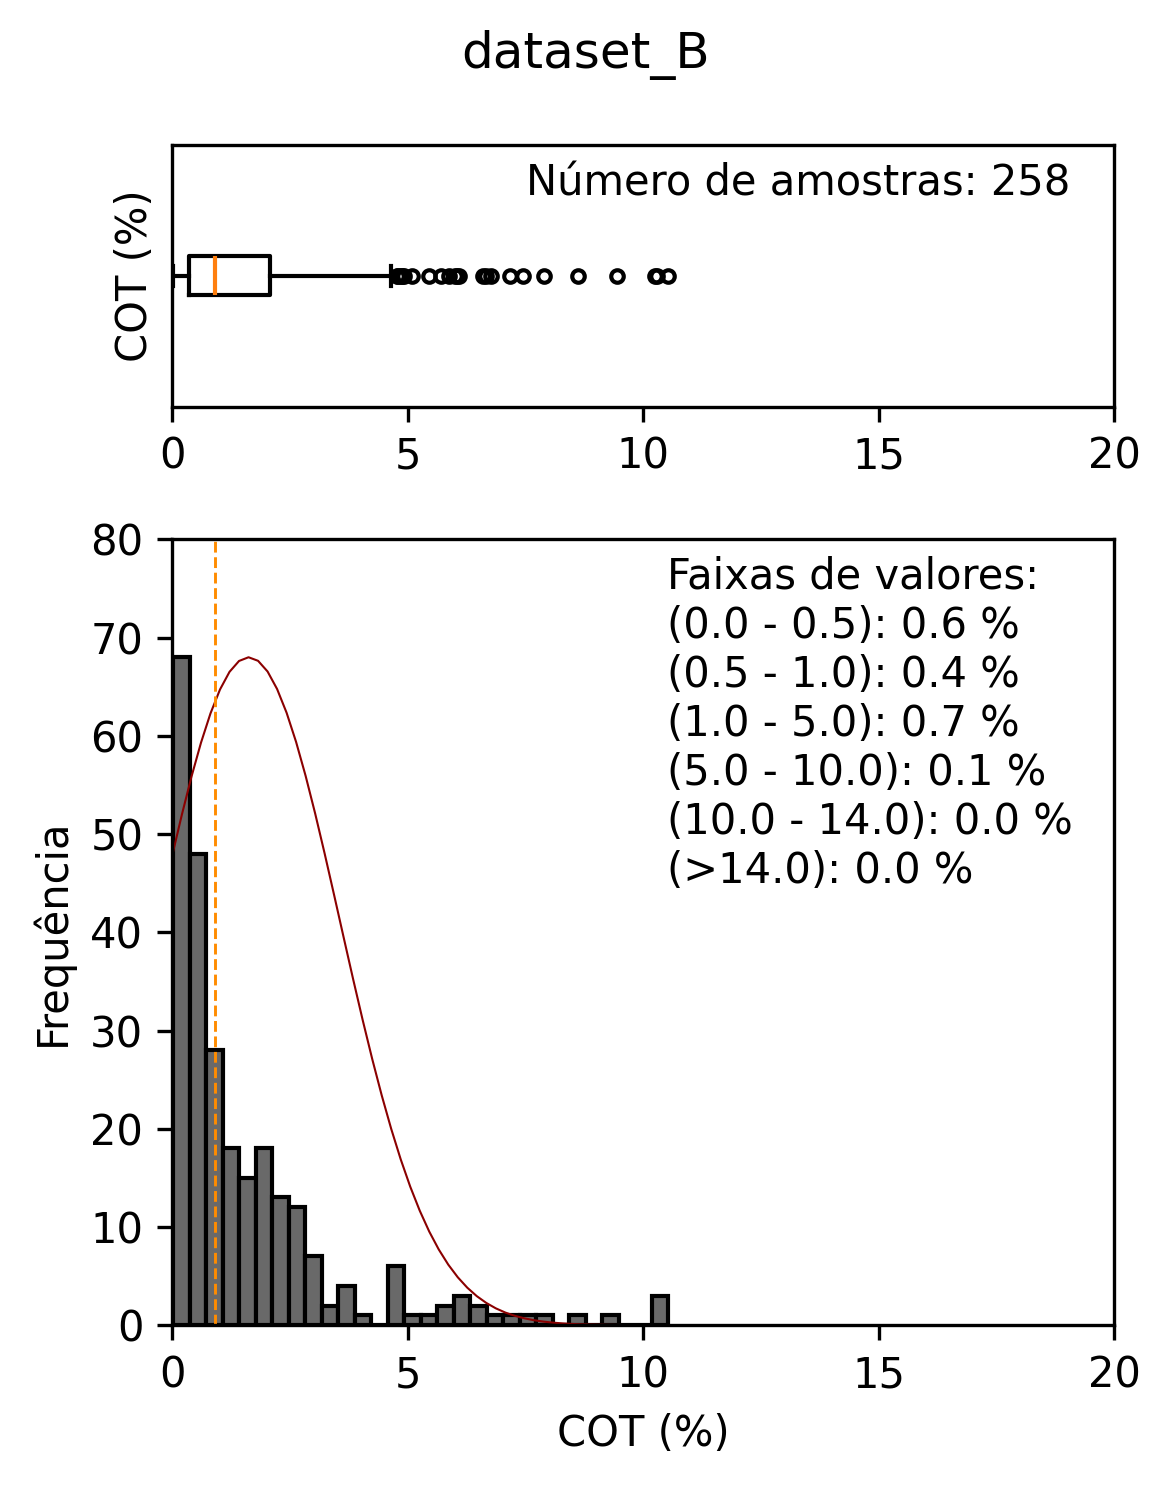 dataset_B
Número de amostras: 258
COT (%)
0 5 10 15 20
80
70
60
50
40
30
20
10
0
Frequência
Faixas de valores:
(0.0 - 0.5): 0.6 %
(0.5 - 1.0): 0.4 %
(1.0 - 5.0): 0.7 %
(5.0 - 10.0): 0.1 %
(10.0 - 14.0): 0.0 %
(>14.0): 0.0 %
0 5 10 15 20
COT (%)